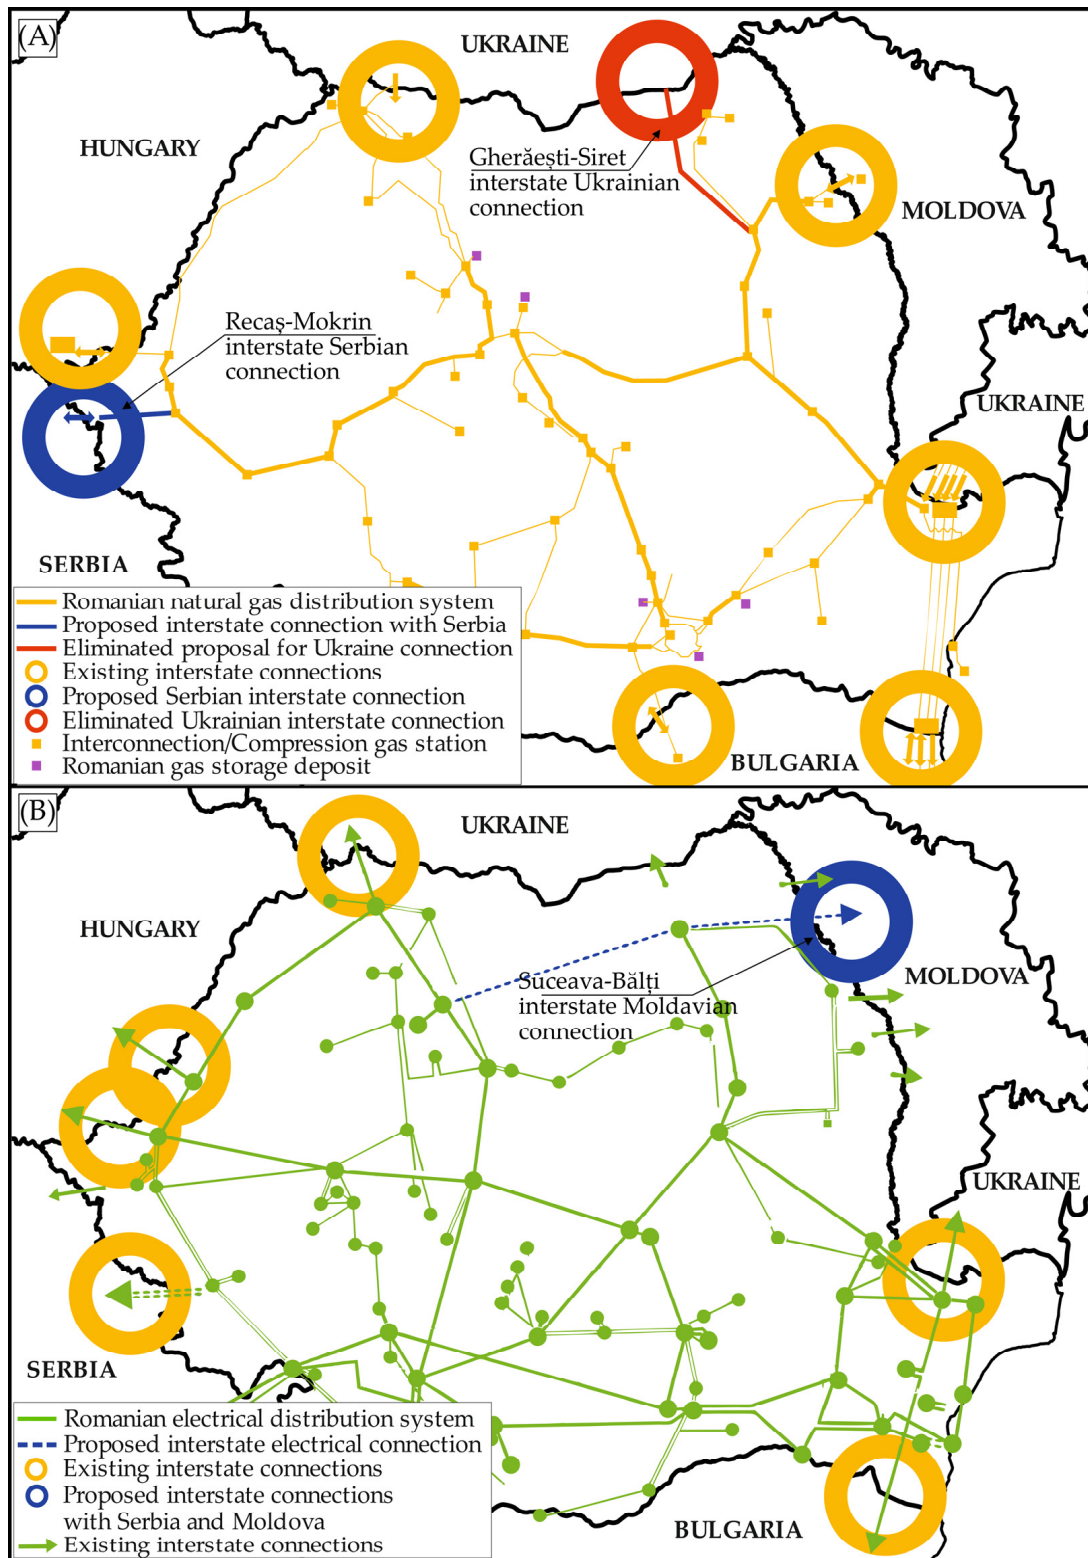 (A)
UKRAINE
HUNGARY
Gherăești-Siret
interstate Ukrainian
connection
MOLDOVA
Recaș-Mokrin
interstate Serbian
connection
UKRAINE
SERBIA
Romanian natural gas distribution system
Proposed interstate connection with Serbia
Eliminated proposal for Ukraine connection
Existing interstate connections
Proposed Serbian interstate connection
Eliminated Ukrainian interstate connection
Interconnection/Compression gas station
Romanian gas storage deposit
BULGARIA
(B)
UKRAINE
HUNGARY
Suceava-Bălți
interstate Moldavian
connection
MOLDOVA
UKRAINE
SERBIA
Romanian electrical distribution system
Proposed interstate electrical connection
Existing interstate connections
Proposed interstate connections
with Serbia and Moldova
Existing interstate connections
BULGARIA